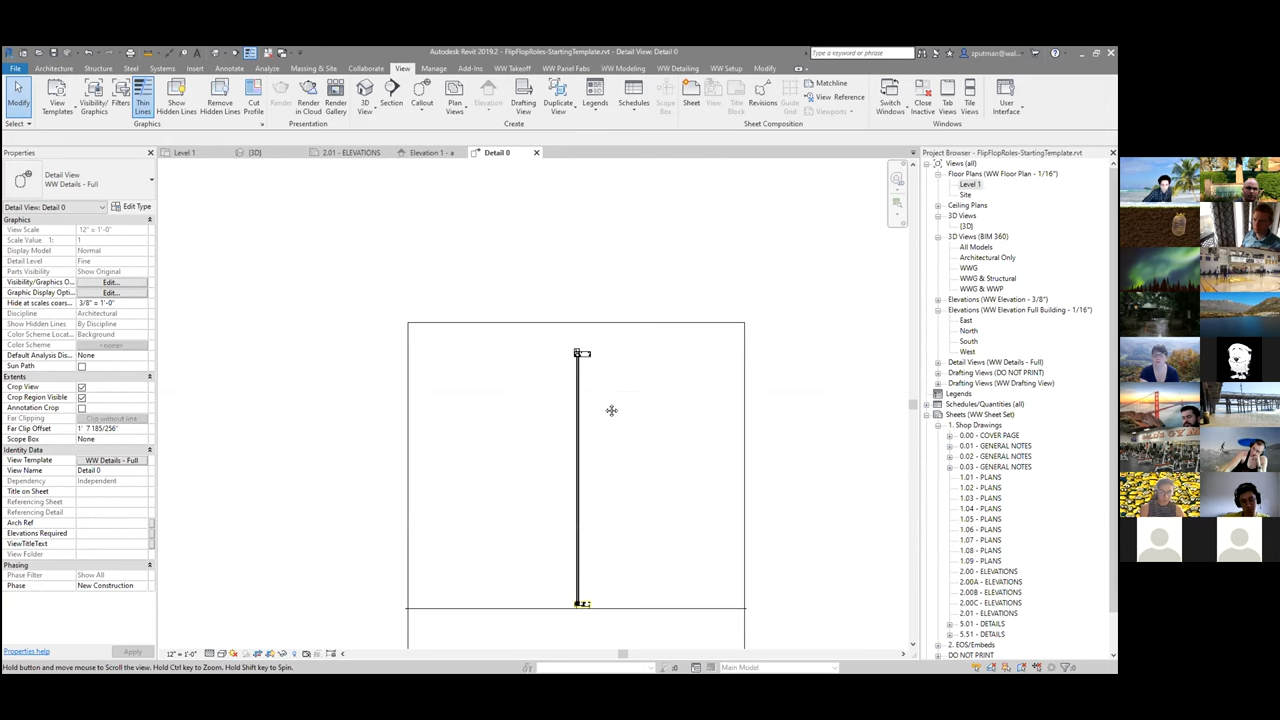 Autodesk Revit 2019.2 - FlipFlopRoles-StartingTemplate.rvt - Detail View: Detail 0
Type a keyword or phrase
zputman@wal...
File Architecture Structure Steel Systems Insert Annotate Analyze Massing & Site Collaborate View Manage Add-Ins WW Takeoff WW Panel Fabs WW Modeling WW Detailing WW Setup Modify
Modify
View Templates
Visibility/ Graphics
Filters
Thin Lines
Show Hidden Lines
Remove Hidden Lines
Cut Profile
Render
Render in Cloud
Render Gallery
3D View
Section
Callout
Plan Views
Elevation
Drafting View
Duplicate View
Legends
Schedules
Scope Box
Sheet
View
Title Block
Revisions
Guide Grid
Matchline
View Reference
Viewports
Switch Windows
Close Inactive
Tab Views
Tile Views
User Interface
Select
Graphics
Presentation
Create
Sheet Composition
Windows
Properties
Level 1
{3D}
2.01 - ELEVATIONS
Elevation 1 - a
Detail 0
Detail View
WW Details - Full
Detail View: Detail 0
Edit Type
Graphics
View Scale 12" = 1'-0"
Scale Value 1: 1
Display Model Normal
Detail Level Fine
Parts Visibility Show Original
Visibility/Graphics O... Edit...
Graphic Display Opti... Edit...
Hide at scales coars... 3/8" = 1'-0"
Discipline Architectural
Show Hidden Lines By Discipline
Color Scheme Locat... Background
Color Scheme <none>
Default Analysis Dis... None
Sun Path
Extents
Crop View
Crop Region Visible
Annotation Crop
Far Clipping Clip without line
Far Clip Offset 1' 7 185/256"
Scope Box None
Identity Data
View Template WW Details - Full
View Name Detail 0
Dependency Independent
Title on Sheet
Referencing Sheet
Referencing Detail
Arch Ref
Elevations Required
ViewTitleText
View Folder
Phasing
Phase Filter Show All
Phase New Construction
Properties help
Apply
12" = 1'-0"
Hold button and move mouse to Scroll the view. Hold Ctrl key to Zoom. Hold Shift key to Spin.
:0
Main Model
:0
Project Browser - FlipFlopRoles-StartingTemplate.rvt
Views (all)
Floor Plans (WW Floor Plan - 1/16")
Level 1
Site
Ceiling Plans
3D Views
{3D}
3D Views (BIM 360)
All Models
Architectural Only
WWG
WWG & Structural
WWG & WWP
Elevations (WW Elevation - 3/8")
Elevations (WW Elevation Full Building - 1/16")
East
North
South
West
Detail Views (WW Details - Full)
Drafting Views (DO NOT PRINT)
Drafting Views (WW Drafting View)
Legends
Schedules/Quantities (all)
Sheets (WW Sheet Set)
1. Shop Drawings
0.00 - COVER PAGE
0.01 - GENERAL NOTES
0.02 - GENERAL NOTES
0.03 - GENERAL NOTES
1.01 - PLANS
1.02 - PLANS
1.03 - PLANS
1.04 - PLANS
1.05 - PLANS
1.06 - PLANS
1.07 - PLANS
1.08 - PLANS
1.09 - PLANS
2.00 - ELEVATIONS
2.00A - ELEVATIONS
2.00B - ELEVATIONS
2.00C - ELEVATIONS
2.01 - ELEVATIONS
5.01 - DETAILS
5.51 - DETAILS
2. EOS/Embeds
DO NOT PRINT